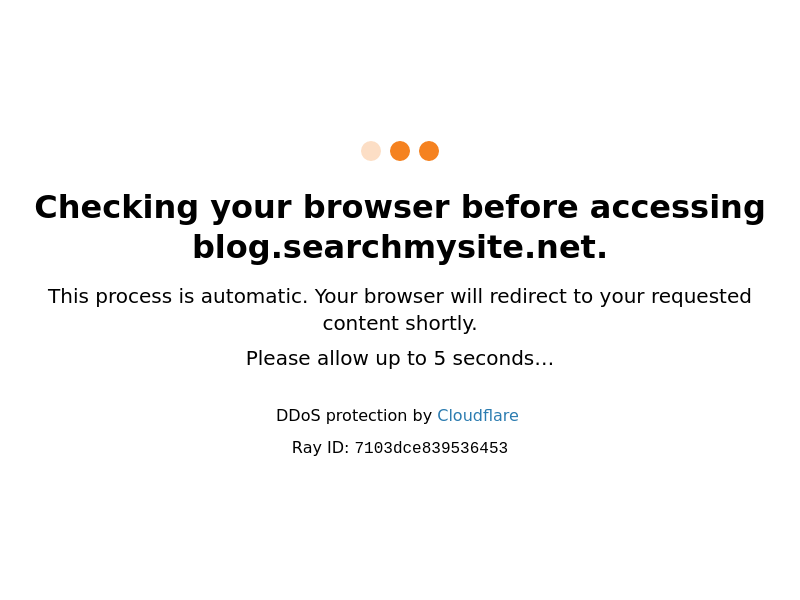 Checking your browser before accessing
blog.searchmysite.net.
This process is automatic. Your browser will redirect to your requested
content shortly.
Please allow up to 5 seconds…
DDoS protection by Cloudflare
Ray ID: 7103dce839536453